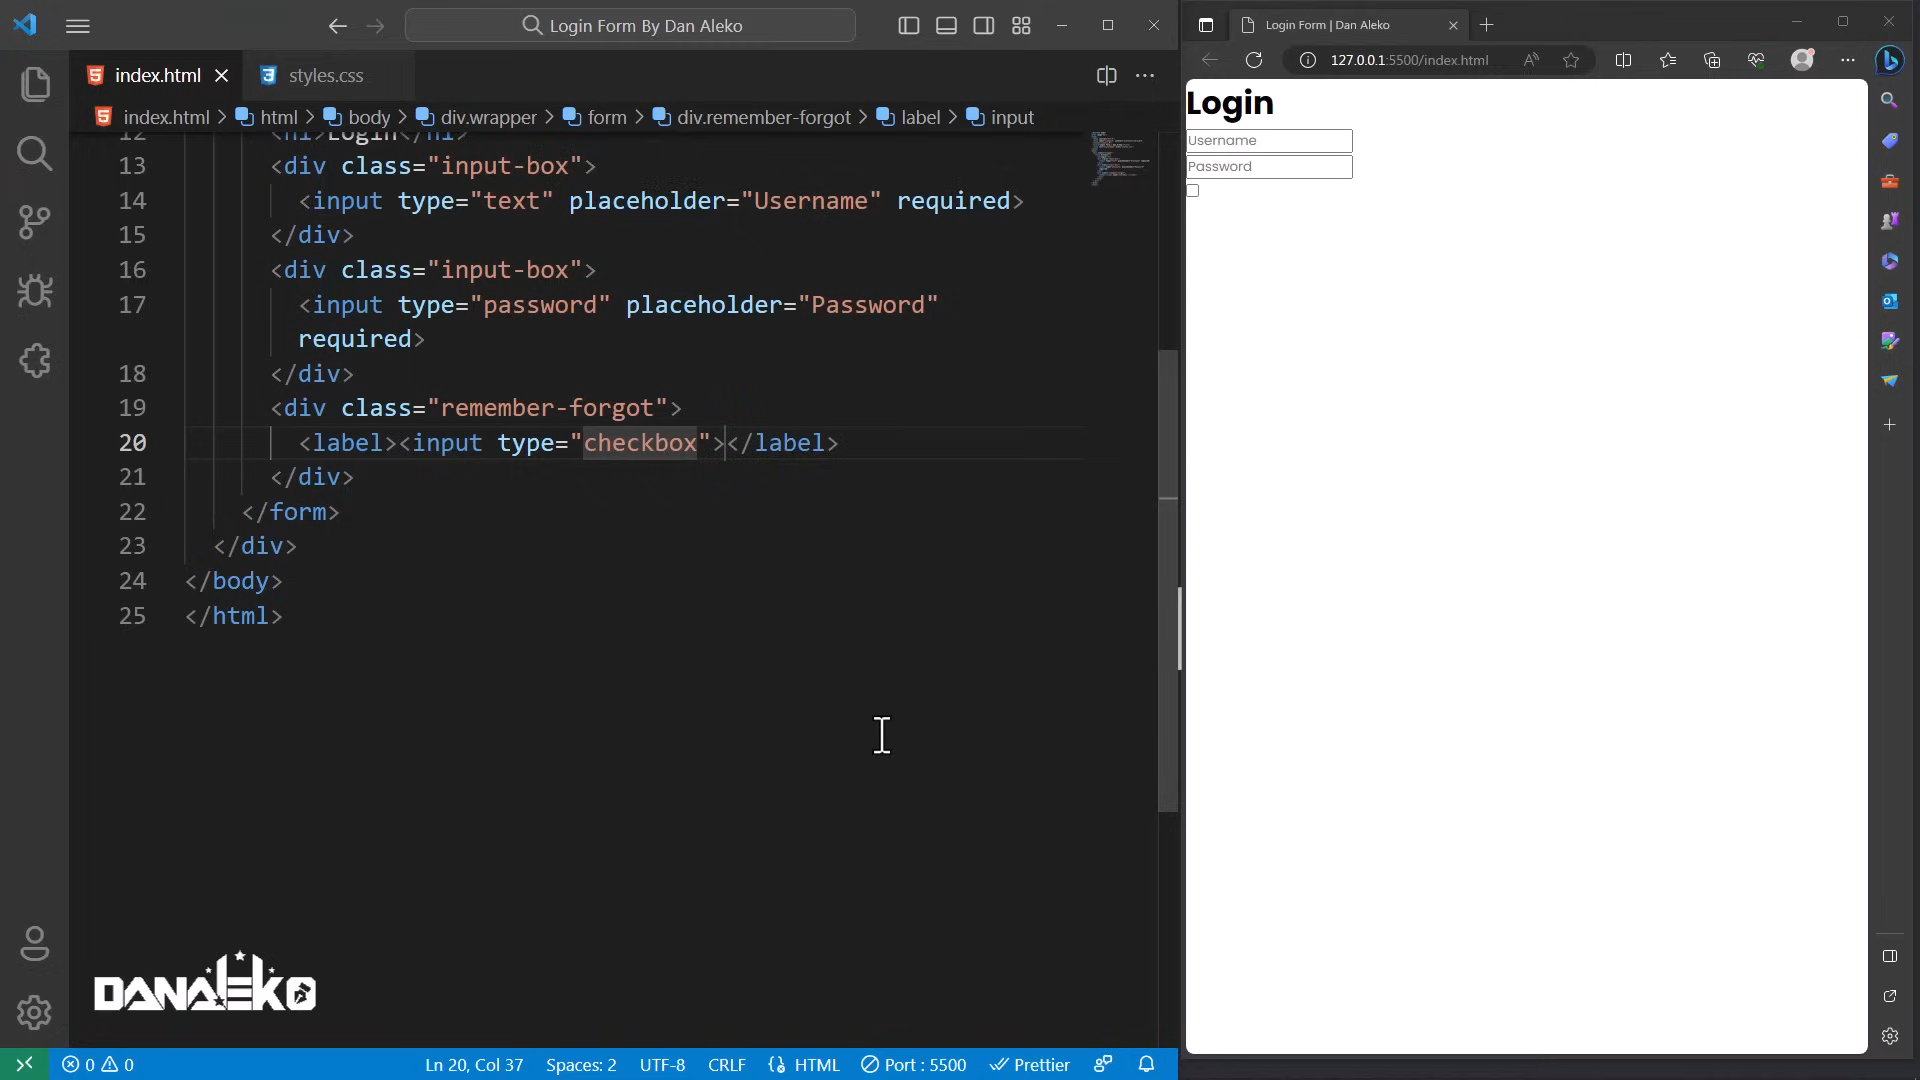 Login Form By Dan Aleko
index.html
styles.css
index.html > html > body > div.wrapper > form > div.remember-forgot > label > input
12 <h1>Login</h1>
13 <div class="input-box">
14 <input type="text" placeholder="Username" required>
15 </div>
16 <div class="input-box">
17 <input type="password" placeholder="Password"
required>
18 </div>
19 <div class="remember-forgot">
20 <label><input type="checkbox"></label>
21 </div>
22 </form>
23 </div>
24 </body>
25 </html>
DANALEKO
0 0 Ln 20, Col 37 Spaces: 2 UTF-8 CRLF HTML Port : 5500 Prettier
Login Form | Dan Aleko
127.0.0.1:5500/index.html
Login
Username
Password